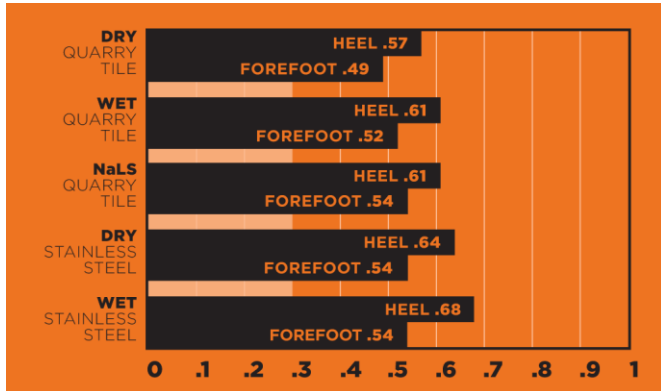 DRY
QUARRY
TILE
HEEL .57
FOREFOOT .49
WET
QUARRY
TILE
HEEL .61
FOREFOOT .52
NaLS
QUARRY
TILE
HEEL .61
FOREFOOT .54
DRY
STAINLESS
STEEL
HEEL .64
FOREFOOT .54
WET
STAINLESS
STEEL
HEEL .68
FOREFOOT .54
0 .1 .2 .3 .4 .5 .6 .7 .8 .9 1